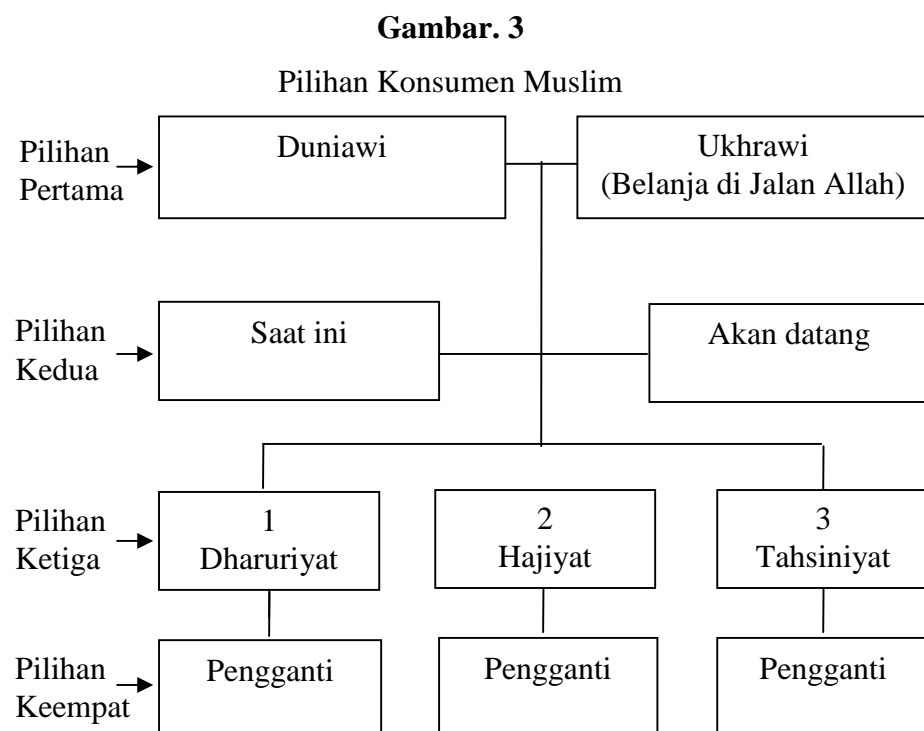 Gambar. 3
Pilihan Konsumen Muslim
Pilihan
Pertama
Duniawi
Ukhrawi
(Belanja di Jalan Allah)
Pilihan
Kedua
Saat ini
Akan datang
Pilihan
Ketiga
1
Dharuriyat
2
Hajiyat
3
Tahsiniyat
Pilihan
Keempat
Pengganti
Pengganti
Pengganti